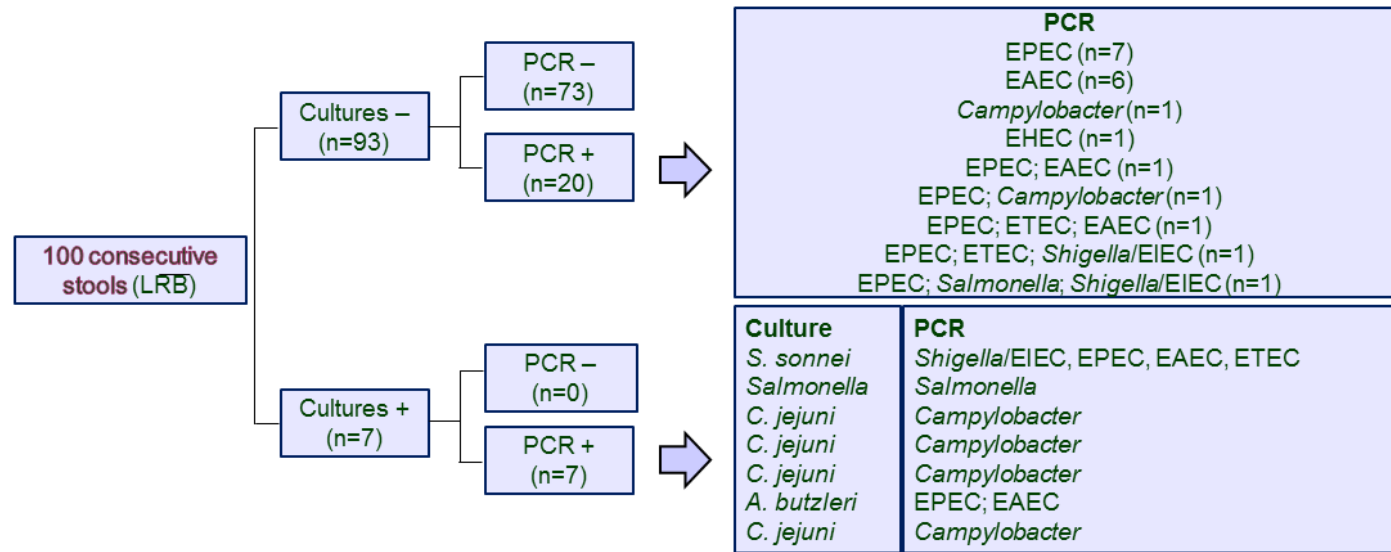 100 consecutive
stools (LRB)
Cultures –
(n=93)
PCR –
(n=73)
PCR +
(n=20)
PCR
EPEC (n=7)
EAEC (n=6)
Campylobacter (n=1)
EHEC (n=1)
EPEC; EAEC (n=1)
EPEC; Campylobacter (n=1)
EPEC; ETEC; EAEC (n=1)
EPEC; ETEC; Shigella/EIEC (n=1)
EPEC; Salmonella; Shigella/EIEC (n=1)
Cultures +
(n=7)
PCR –
(n=0)
PCR +
(n=7)
Culture PCR
S. sonnei Shigella/EIEC, EPEC, EAEC, ETEC
Salmonella Salmonella
C. jejuni Campylobacter
C. jejuni Campylobacter
C. jejuni Campylobacter
A. butzleri EPEC; EAEC
C. jejuni Campylobacter